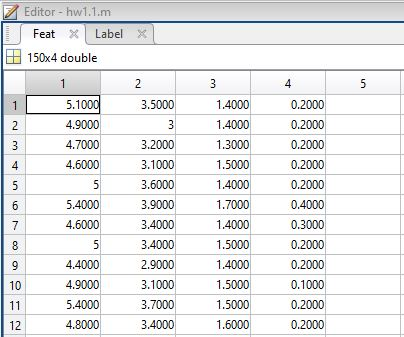 Editor - hw1.1.m
Feat Label
150x4 double
1 2 3 4 5
1 5.1000 3.5000 1.4000 0.2000
2 4.9000 3 1.4000 0.2000
3 4.7000 3.2000 1.3000 0.2000
4 4.6000 3.1000 1.5000 0.2000
5 5 3.6000 1.4000 0.2000
6 5.4000 3.9000 1.7000 0.4000
7 4.6000 3.4000 1.4000 0.3000
8 5 3.4000 1.5000 0.2000
9 4.4000 2.9000 1.4000 0.2000
10 4.9000 3.1000 1.5000 0.1000
11 5.4000 3.7000 1.5000 0.2000
12 4.8000 3.4000 1.6000 0.2000